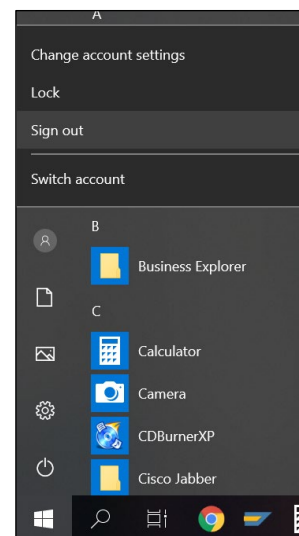 A
Change account settings
Lock
Sign out
Switch account
B
Business Explorer
C
Calculator
Camera
CDBurnerXP
Cisco Jabber